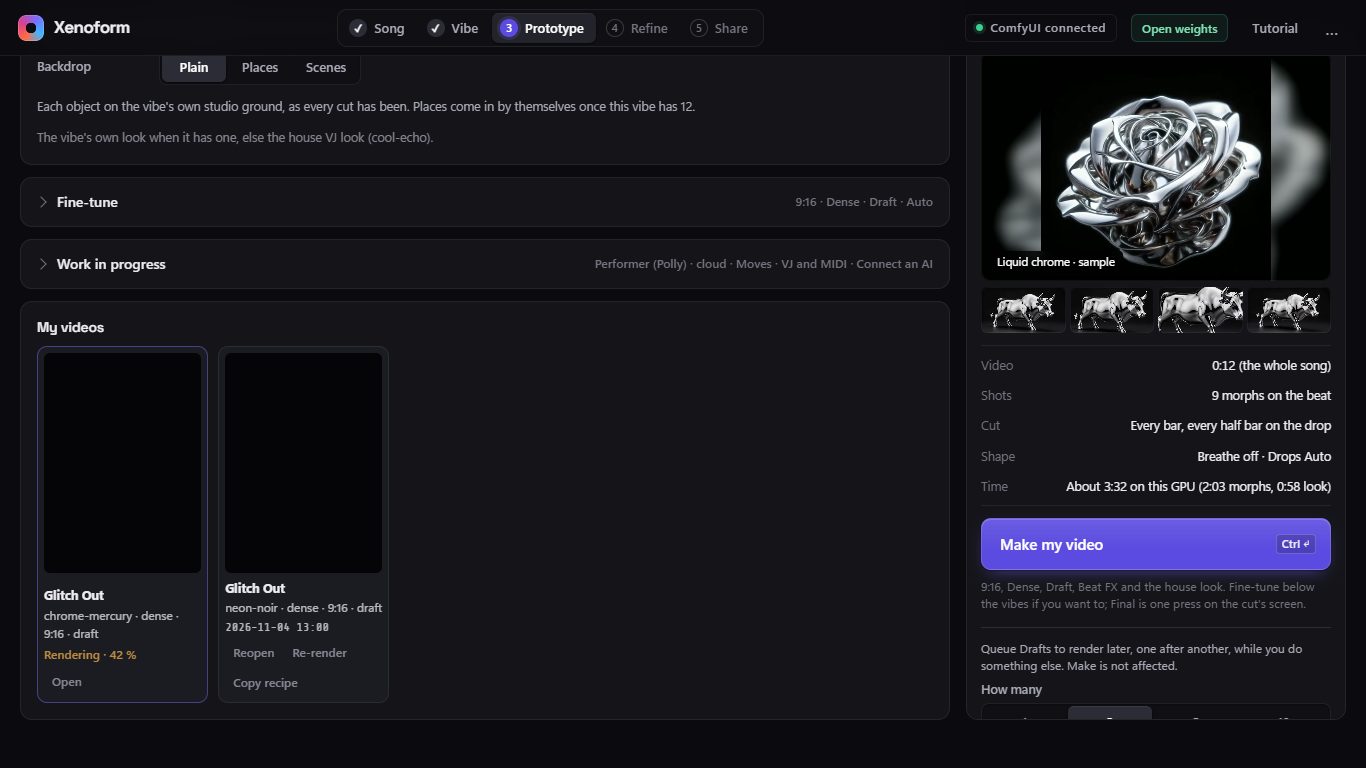 Xenoform
Song
Vibe
3 Prototype
4 Refine
5 Share
ComfyUI connected
Open weights
Tutorial
...
Backdrop
Plain
Places
Scenes
Each object on the vibe's own studio ground, as every cut has been. Places come in by themselves once this vibe has 12.
The vibe's own look when it has one, else the house VJ look (cool-echo).
Fine-tune
9:16 · Dense · Draft · Auto
Work in progress
Performer (Polly) · cloud · Moves · VJ and MIDI · Connect an AI
My videos
Glitch Out
chrome-mercury · dense ·
9:16 · draft
Rendering · 42 %
Open
Glitch Out
neon-noir · dense · 9:16 · draft
2026-11-04 13:00
Reopen
Re-render
Copy recipe
Liquid chrome · sample
Video
0:12 (the whole song)
Shots
9 morphs on the beat
Cut
Every bar, every half bar on the drop
Shape
Breathe off · Drops Auto
Time
About 3:32 on this GPU (2:03 morphs, 0:58 look)
Make my video
Ctrl ↲
9:16, Dense, Draft, Beat FX and the house look. Fine-tune below
the vibes if you want to; Final is one press on the cut's screen.
Queue Drafts to render later, one after another, while you do
something else. Make is not affected.
How many